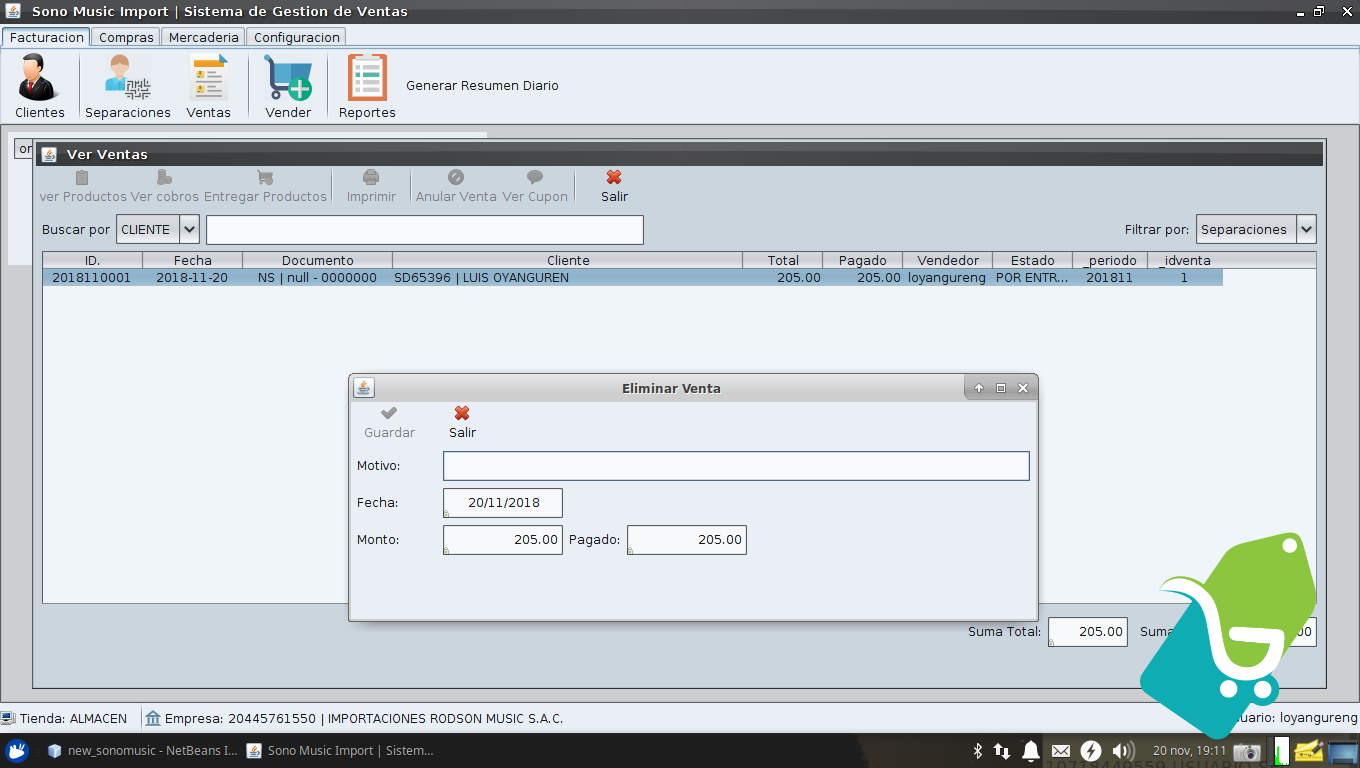 Sono Music Import | Sistema de Gestion de Ventas
Facturacion Compras Mercaderia Configuracion
Clientes Separaciones Ventas Vender Reportes Generar Resumen Diario
or
Ver Ventas
ver Productos Ver cobros Entregar Productos Imprimir Anular Venta Ver Cupon Salir
Buscar por CLIENTE Filtrar por: Separaciones
ID. Fecha Documento Cliente Total Pagado Vendedor Estado _periodo _idventa
2018110001 2018-11-20 NS | null - 0000000 SD65396 | LUIS OYANGUREN 205.00 205.00 loyangureng POR ENTR... 201811 1
Eliminar Venta
Guardar Salir
Motivo:
Fecha: 20/11/2018
Monto: 205.00 Pagado: 205.00
Suma Total: 205.00 Suma 00
Tienda: ALMACEN Empresa: 20445761550 | IMPORTACIONES RODSON MUSIC S.A.C. uario: loyangureng
new_sonomusic - NetBeans I... Sono Music Import | Sistem... 20 nov, 19:11